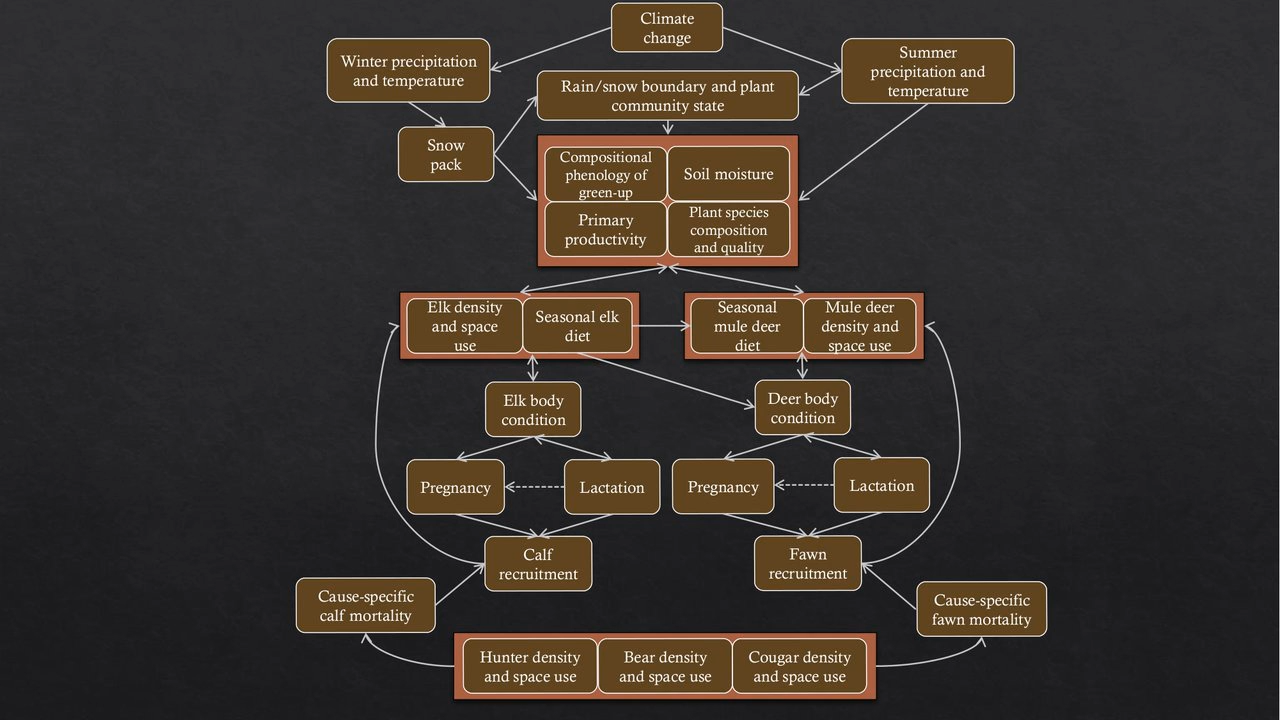 Climate
change
Winter precipitation
and temperature
Summer
precipitation and
temperature
Rain/snow boundary and plant
community state
Snow
pack
Compositional
phenology of
green-up
Soil moisture
Primary
productivity
Plant species
composition
and quality
Elk density
and space
use
Seasonal elk
diet
Seasonal
mule deer
diet
Mule deer
density and
space use
Elk body
condition
Deer body
condition
Pregnancy
Lactation
Pregnancy
Lactation
Calf
recruitment
Fawn
recruitment
Cause-specific
calf mortality
Cause-specific
fawn mortality
Hunter density
and space use
Bear density
and space use
Cougar density
and space use